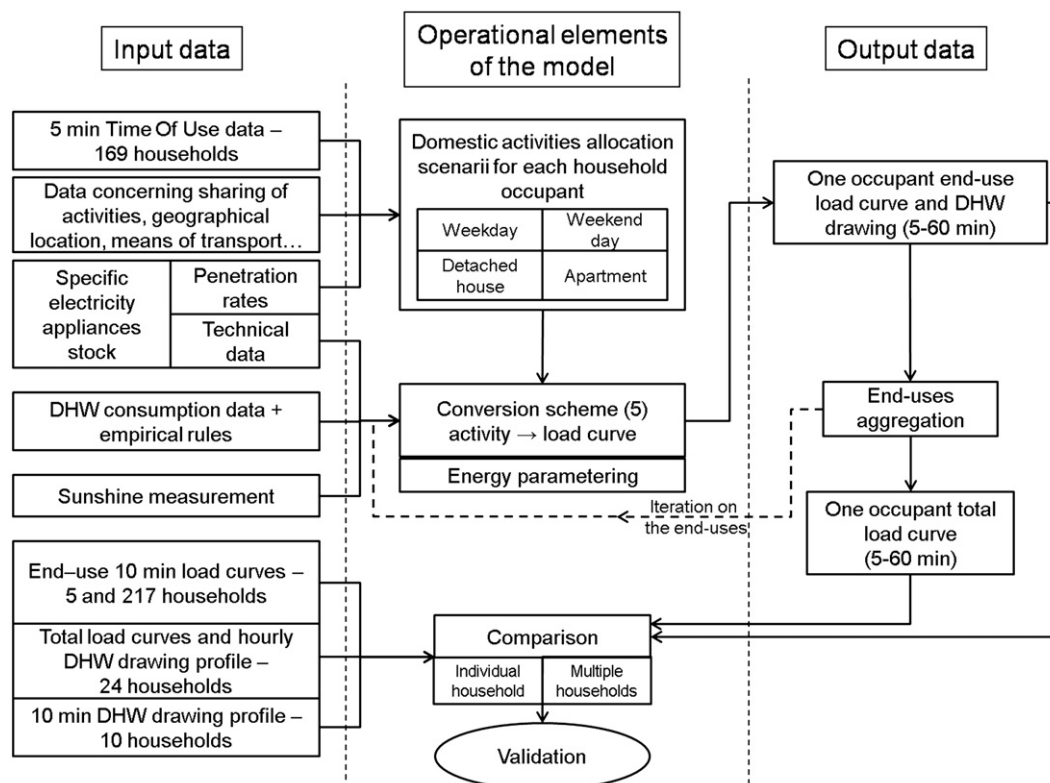 Input data
Operational elements
of the model
Output data
5 min Time Of Use data –
169 households
Data concerning sharing of
activities, geographical
location, means of transport…
Specific
electricity
appliances
stock
Penetration
rates
Technical
data
DHW consumption data +
empirical rules
Sunshine measurement
End–use 10 min load curves –
5 and 217 households
Total load curves and hourly
DHW drawing profile –
24 households
10 min DHW drawing profile –
10 households
Domestic activities allocation
scenarii for each household
occupant
Weekday
Weekend
day
Detached
house
Apartment
Conversion scheme (5)
activity → load curve
Energy parametering
Iteration on
the end-uses
Comparison
Individual
household
Multiple
households
Validation
One occupant end-use
load curve and DHW
drawing (5-60 min)
End-uses
aggregation
One occupant total
load curve
(5-60 min)